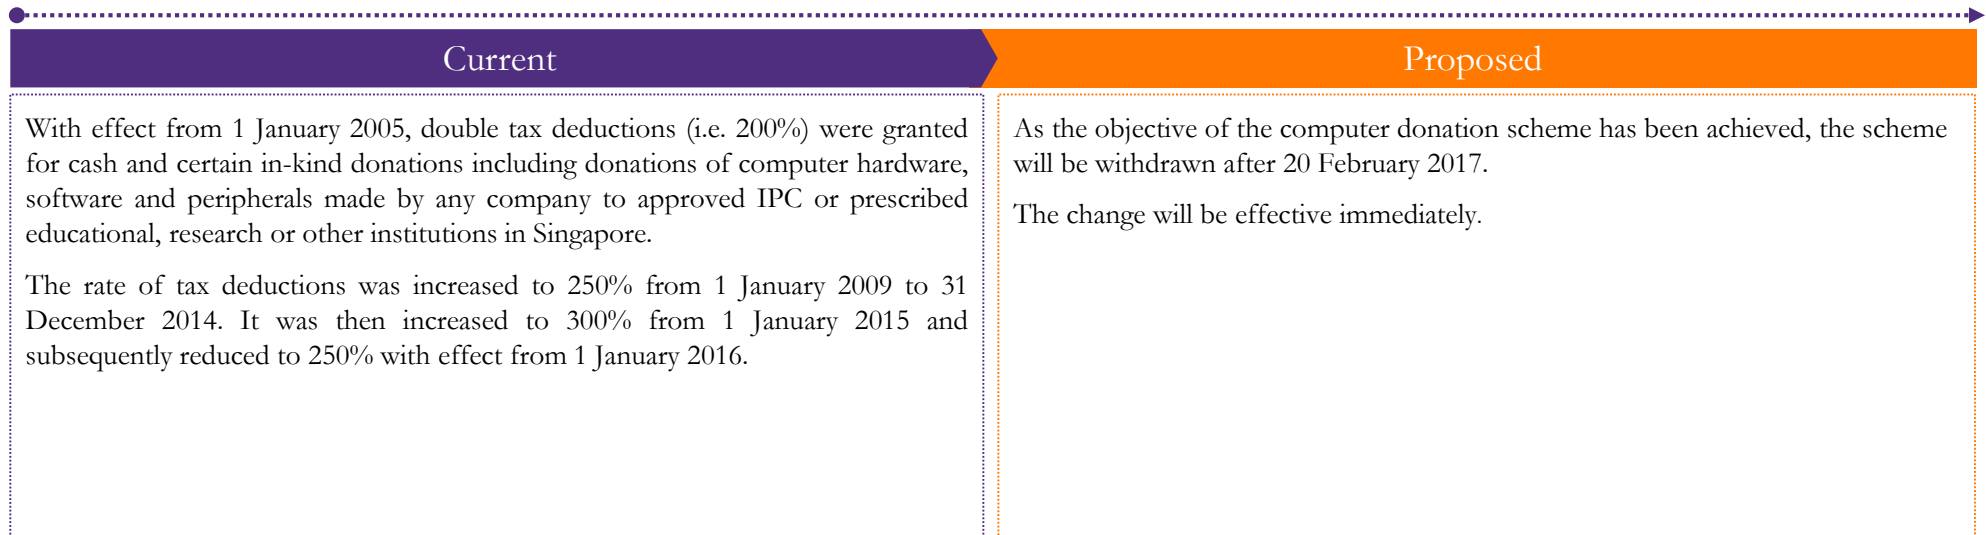 Current
With effect from 1 January 2005, double tax deductions (i.e. 200%) were granted
for cash and certain in-kind donations including donations of computer hardware,
software and peripherals made by any company to approved IPC or prescribed
educational, research or other institutions in Singapore.
The rate of tax deductions was increased to 250% from 1 January 2009 to 31
December 2014. It was then increased to 300% from 1 January 2015 and
subsequently reduced to 250% with effect from 1 January 2016.
Proposed
As the objective of the computer donation scheme has been achieved, the scheme
will be withdrawn after 20 February 2017.
The change will be effective immediately.